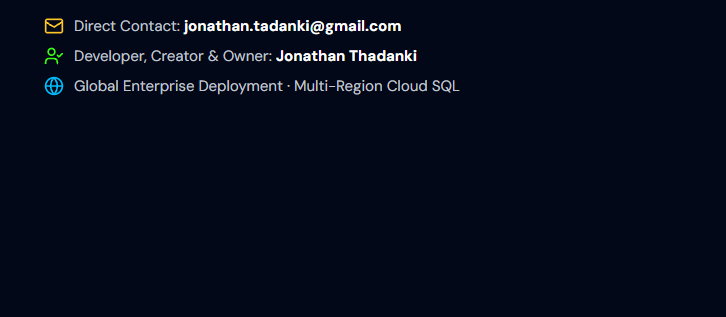 Direct Contact: jonathan.tadanki@gmail.com
Developer, Creator & Owner: Jonathan Thadanki
Global Enterprise Deployment · Multi-Region Cloud SQL